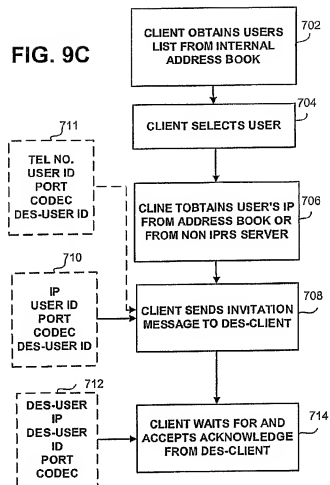 FIG. 9C
702
CLIENT OBTAINS USERS
LIST FROM INTERNAL
ADDRESS BOOK
704
CLIENT SELECTS USER
711
TEL NO.
USER ID
PORT
CODEC
DES-USER ID
706
CLINE TOBTAINS USER'S IP
FROM ADDRESS BOOK OR
FROM NON IPRS SERVER
710
IP
USER ID
PORT
CODEC
DES-USER ID
708
CLIENT SENDS INVITATION
MESSAGE TO DES-CLIENT
712
DES-USER
IP
DES-USER
ID
PORT
CODEC
714
CLIENT WAITS FOR AND
ACCEPTS ACKNOWLEDGE
FROM DES-CLIENT